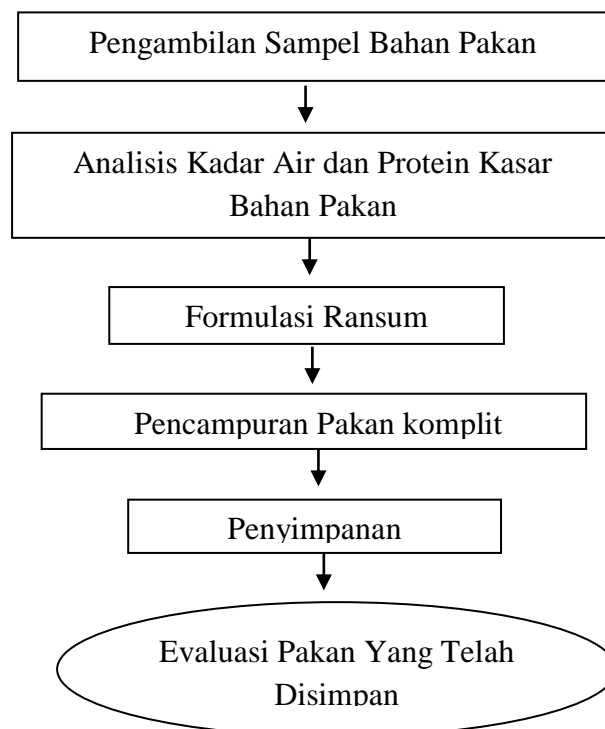 Pengambilan Sampel Bahan Pakan
Analisis Kadar Air dan Protein Kasar
Bahan Pakan
Formulasi Ransum
Pencampuran Pakan komplit
Penyimpanan
Evaluasi Pakan Yang Telah
Disimpan